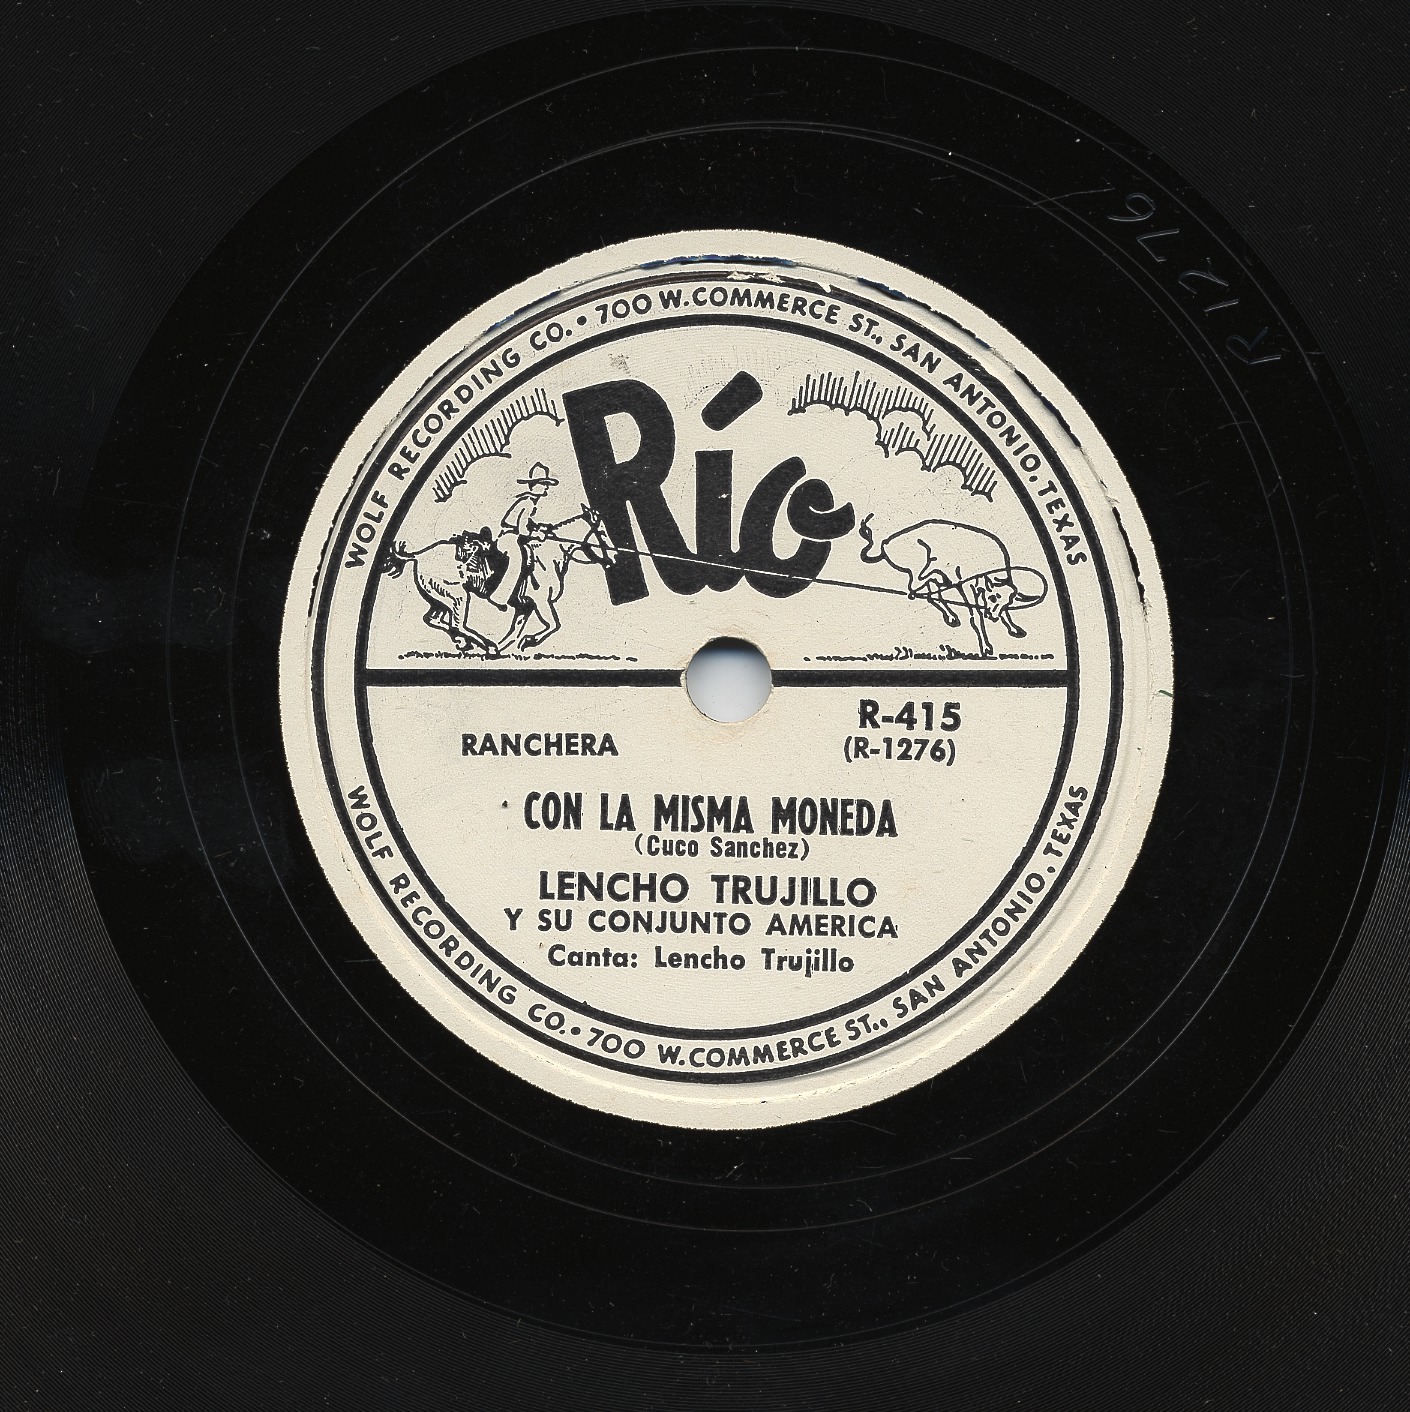 WOLF RECORDING CO. • 700 W. COMMERCE ST., SAN ANTONIO, TEXAS
Río
R-415
RANCHERA
(R-1276)
CON LA MISMA MONEDA
(Cuco Sanchez)
LENCHO TRUJILLO
Y SU CONJUNTO AMERICA
Canta: Lencho Trujillo
WOLF RECORDING CO. • 700 W. COMMERCE ST., SAN ANTONIO, TEXAS
R1276